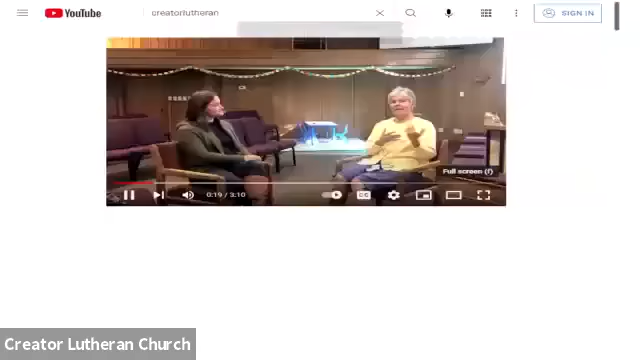 YouTube
creatorlutheran
SIGN IN
Full screen (f)
0:19 / 3:10
CC
Creator Lutheran Church